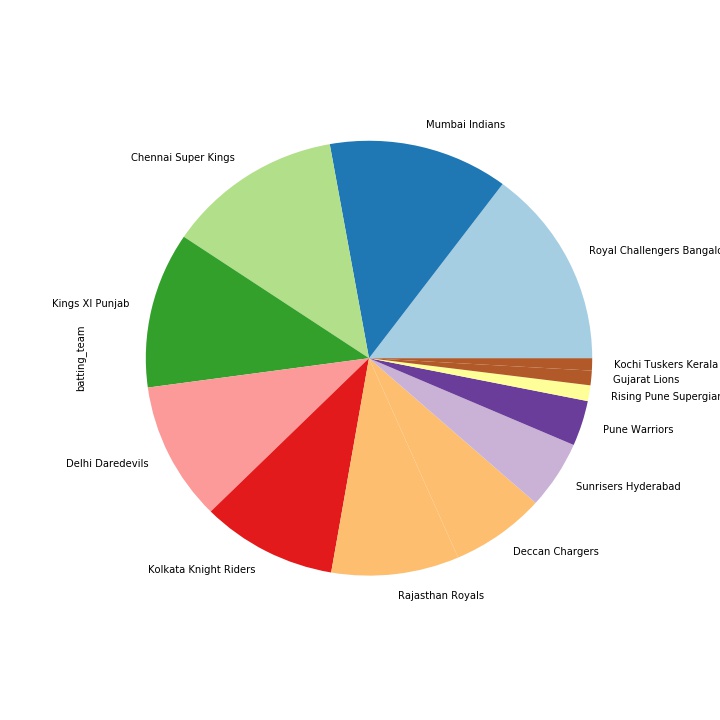 Mumbai Indians
Chennai Super Kings
Royal Challengers Bangalo
Kings XI Punjab
batting_team
Kochi Tuskers Kerala
Gujarat Lions
Rising Pune Supergian
Pune Warriors
Delhi Daredevils
Sunrisers Hyderabad
Deccan Chargers
Kolkata Knight Riders
Rajasthan Royals